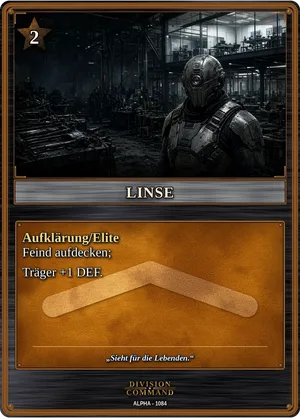 2
LINSE
Aufklärung/Elite
Feind aufdecken;
Träger +1 DEF.
„Sieht für die Lebenden.“
DIVISION
COMMAND
ALPHA - 1084